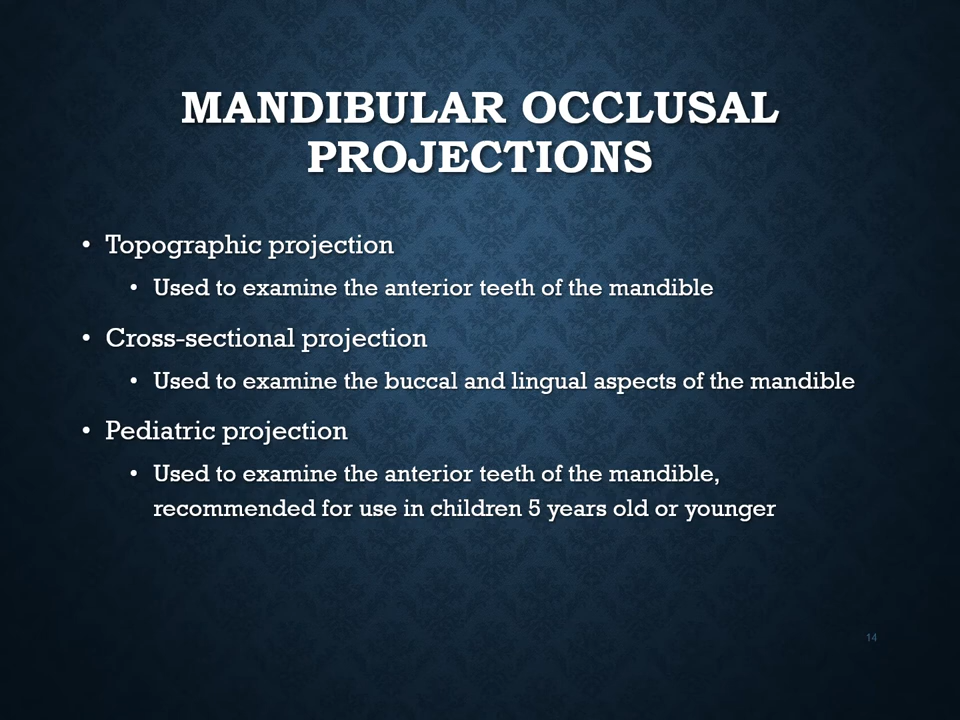 MANDIBULAR OCCLUSAL
PROJECTIONS
• Topographic projection
• Used to examine the anterior teeth of the mandible
• Cross-sectional projection
• Used to examine the buccal and lingual aspects of the mandible
• Pediatric projection
• Used to examine the anterior teeth of the mandible,
recommended for use in children 5 years old or younger
14